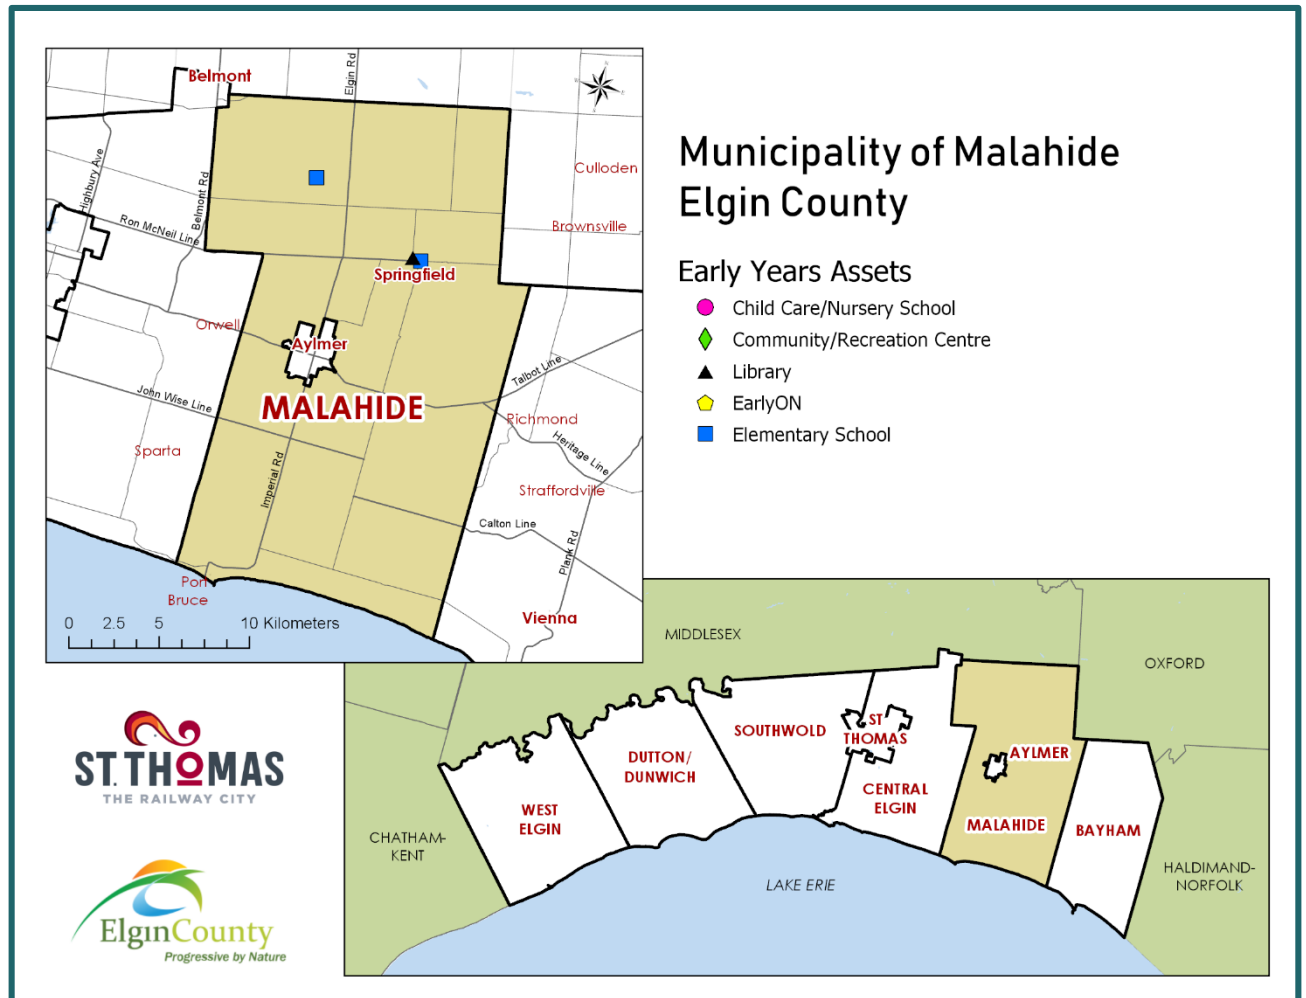 Belmont
Elgin Rd
Highbury Ave
Belmont Rd
Ron McNeil Line
Culloden
Brownsville
Springfield
Orwell
Aylmer
Talbot Line
John Wise Line
MALAHIDE
Richmond
Heritage Line
Sparta
Imperial Rd
Straffordville
Calton Line
Plank Rd
Port
Bruce
Vienna
0 2.5 5 10 Kilometers
N
W
E
S
Municipality of Malahide
Elgin County
Early Years Assets
Child Care/Nursery School
Community/Recreation Centre
Library
EarlyON
Elementary School
MIDDLESEX
OXFORD
SOUTHWOLD
ST
THOMAS
DUTTON/
DUNWICH
AYLMER
CENTRAL
ELGIN
WEST
ELGIN
MALAHIDE
BAYHAM
CHATHAM-
KENT
HALDIMAND-
NORFOLK
LAKE ERIE
ST. THOMAS
THE RAILWAY CITY
ElginCounty
Progressive by Nature